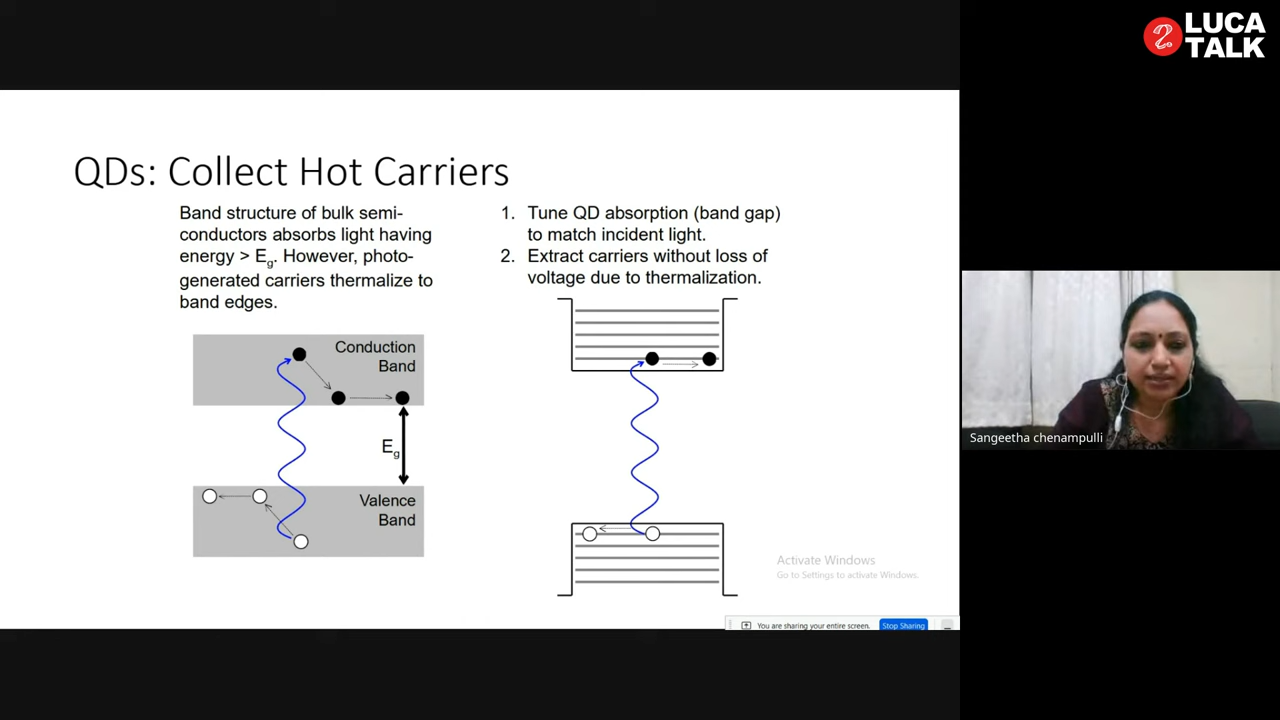 LUCA
TALK
QDs: Collect Hot Carriers
Band structure of bulk semi-
conductors absorbs light having
energy > Eg. However, photo-
generated carriers thermalize to
band edges.
1. Tune QD absorption (band gap)
to match incident light.
2. Extract carriers without loss of
voltage due to thermalization.
Conduction
Band
Eg
Valence
Band
Sangeetha chenampulli
Activate Windows
Go to Settings to activate Windows.
You are sharing your entire screen.
Stop Sharing